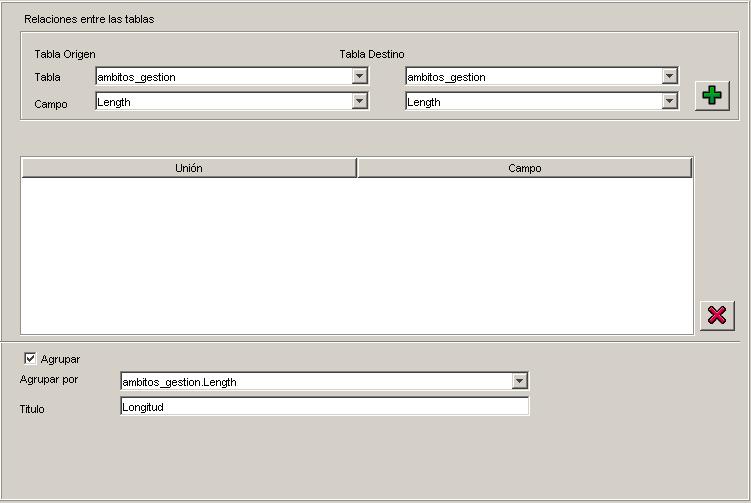 Relaciones entre las tablas
Tabla Origen Tabla Destino
Tabla ambitos_gestion ambitos_gestion
Campo Length Length
Unión Campo
Agrupar
Agrupar por ambitos_gestion.Length
Titulo Longitud